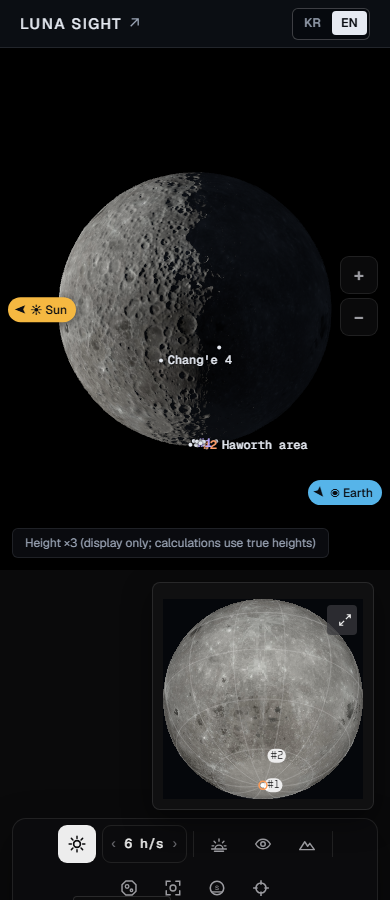 LUNA SIGHT
KR
EN
+
−
Sun
Chang'e 4
#2 Haworth area
Earth
Height ×3 (display only; calculations use true heights)
#2
#1
‹ 6 h/s ›
S